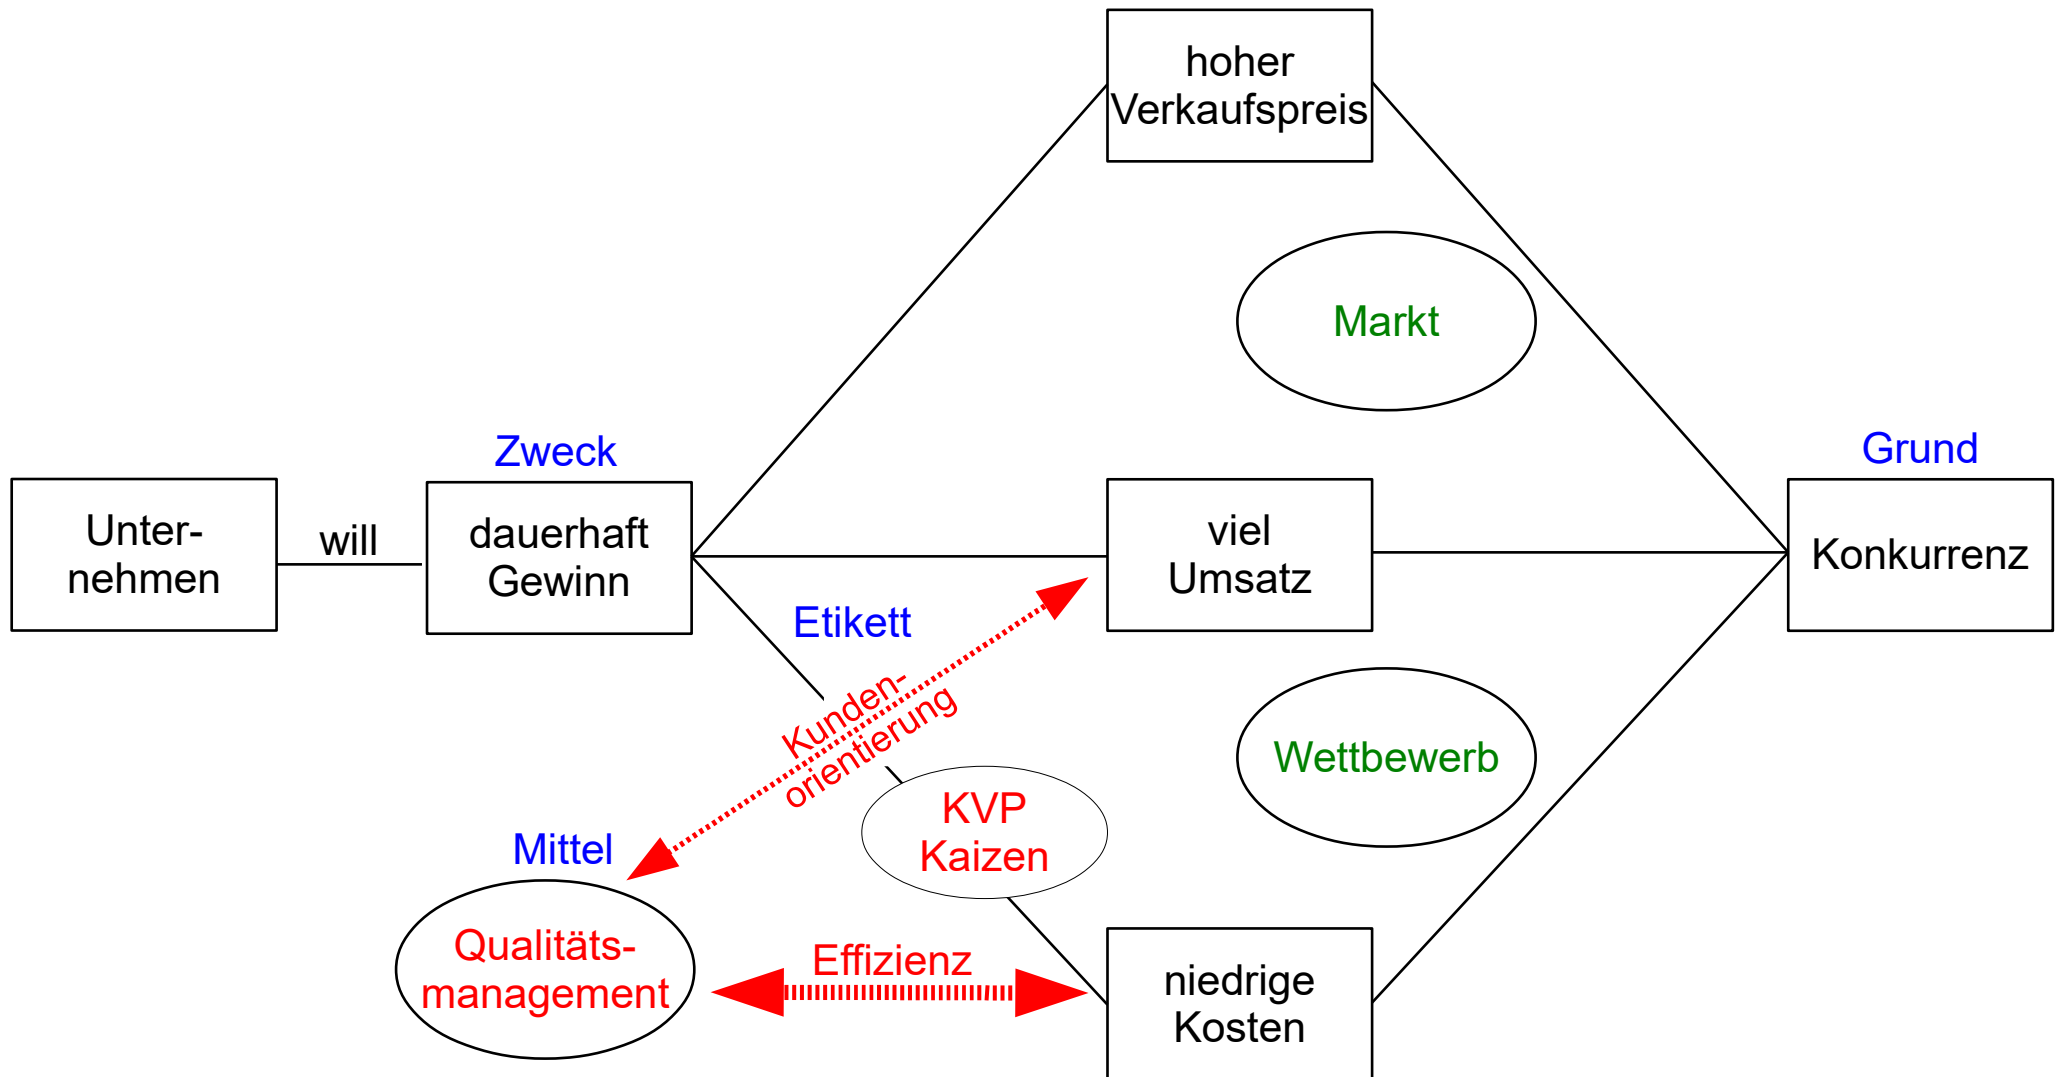 hoher
Verkaufspreis
Markt
Zweck
Grund
Unter-
nehmen
will
dauerhaft
Gewinn
viel
Umsatz
Konkurrenz
Etikett
Kunden-
orientierung
Wettbewerb
KVP
Kaizen
Mittel
Qualitäts-
management
Effizienz
niedrige
Kosten